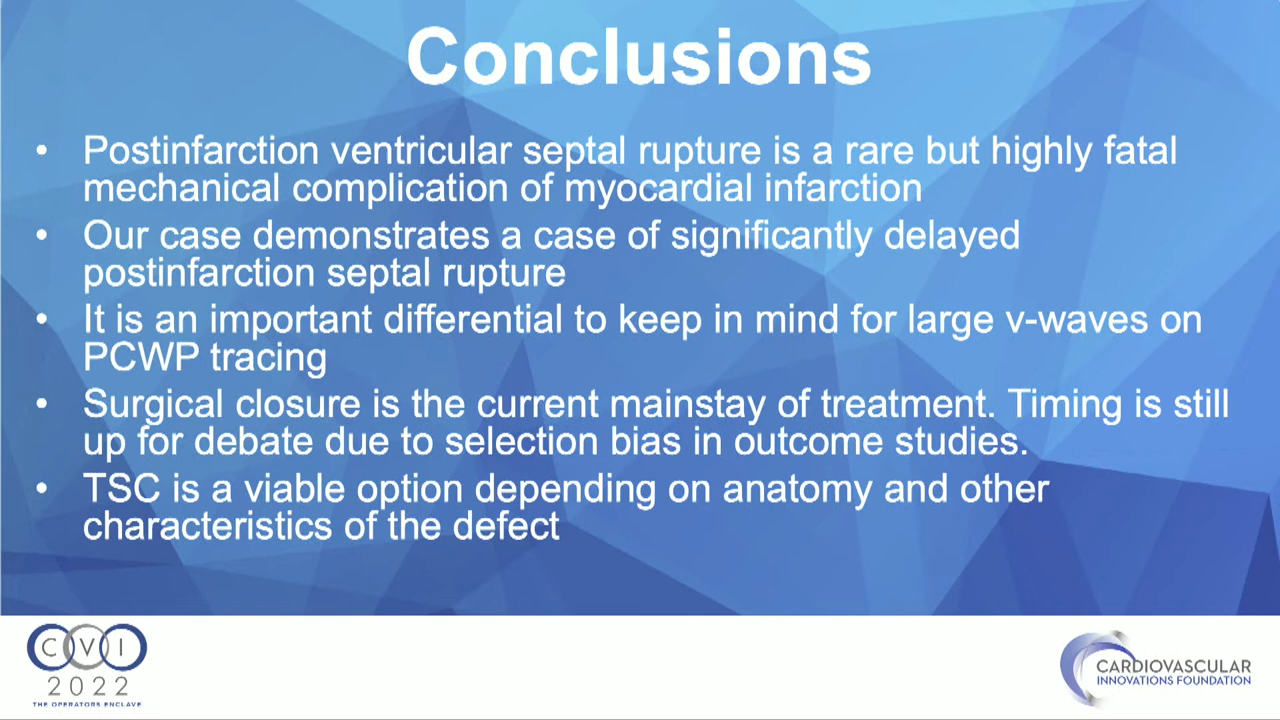 Conclusions
• Postinfarction ventricular septal rupture is a rare but highly fatal
mechanical complication of myocardial infarction
• Our case demonstrates a case of significantly delayed
postinfarction septal rupture
• It is an important differential to keep in mind for large v-waves on
PCWP tracing
• Surgical closure is the current mainstay of treatment. Timing is still
up for debate due to selection bias in outcome studies.
• TSC is a viable option depending on anatomy and other
characteristics of the defect
CVI
2022
THE OPERATORS ENCLAVE
CARDIOVASCULAR
INNOVATIONS FOUNDATION